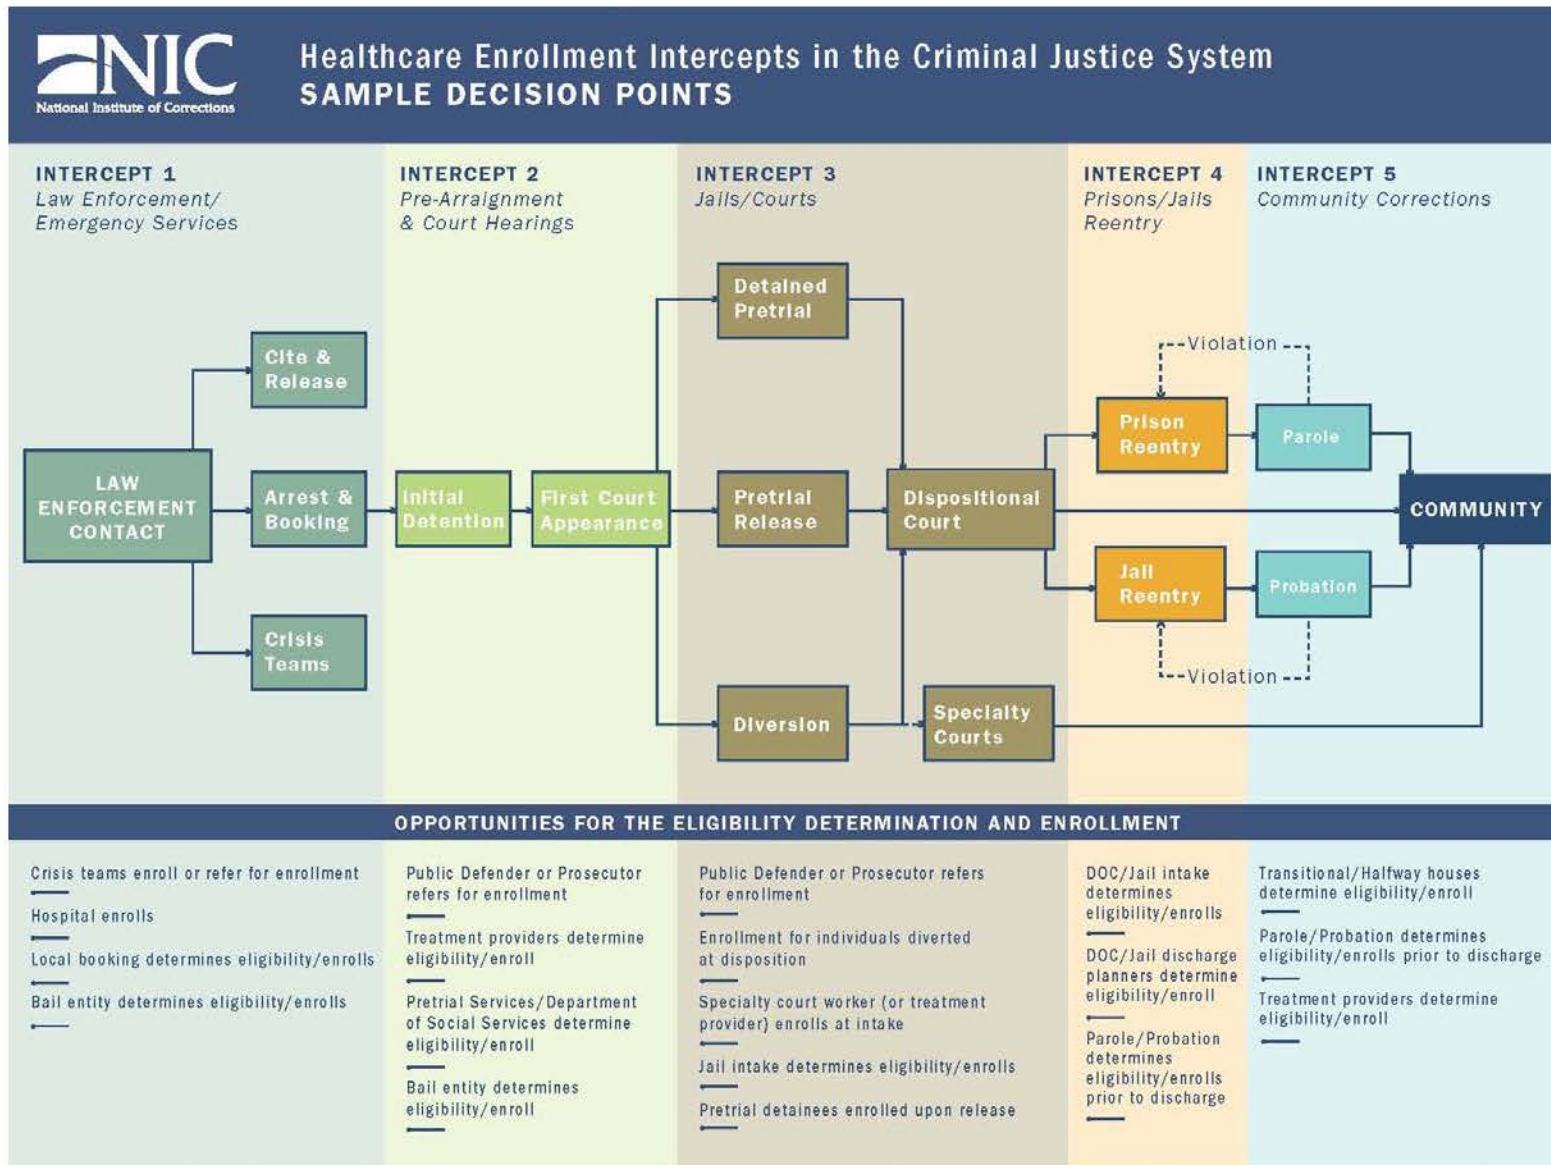 NIC
National Institute of Corrections
Healthcare Enrollment Intercepts in the Criminal Justice System
SAMPLE DECISION POINTS
INTERCEPT 1
Law Enforcement/
Emergency Services
INTERCEPT 2
Pre-Arraignment
& Court Hearings
INTERCEPT 3
Jails/Courts
INTERCEPT 4
Prisons/Jails
Reentry
INTERCEPT 5
Community Corrections
LAW
ENFORCEMENT
CONTACT
Cite &
Release
Arrest &
Booking
Crisis
Teams
Initial
Detention
First Court
Appearance
Detained
Pretrial
Pretrial
Release
Diversion
Dispositional
Court
Specialty
Courts
Violation
Prison
Reentry
Parole
Jail
Reentry
Probation
Violation
COMMUNITY
OPPORTUNITIES FOR THE ELIGIBILITY DETERMINATION AND ENROLLMENT
Crisis teams enroll or refer for enrollment
Hospital enrolls
Local booking determines eligibility/enrolls
Bail entity determines eligibility/enrolls
Public Defender or Prosecutor
refers for enrollment
Treatment providers determine
eligibility/enroll
Pretrial Services/Department
of Social Services determine
eligibility/enroll
Bail entity determines
eligibility/enroll
Public Defender or Prosecutor refers
for enrollment
Enrollment for individuals diverted
at disposition
Specialty court worker (or treatment
provider) enrolls at intake
Jail intake determines eligibility/enrolls
Pretrial detainees enrolled upon release
DOC/Jail intake
determines
eligibility/enrolls
DOC/Jail discharge
planners determine
eligibility/enroll
Parole/Probation
determines
eligibility/enrolls
prior to discharge
Transitional/Halfway houses
determine eligibility/enroll
Parole/Probation determines
eligibility/enrolls prior to discharge
Treatment providers determine
eligibility/enroll